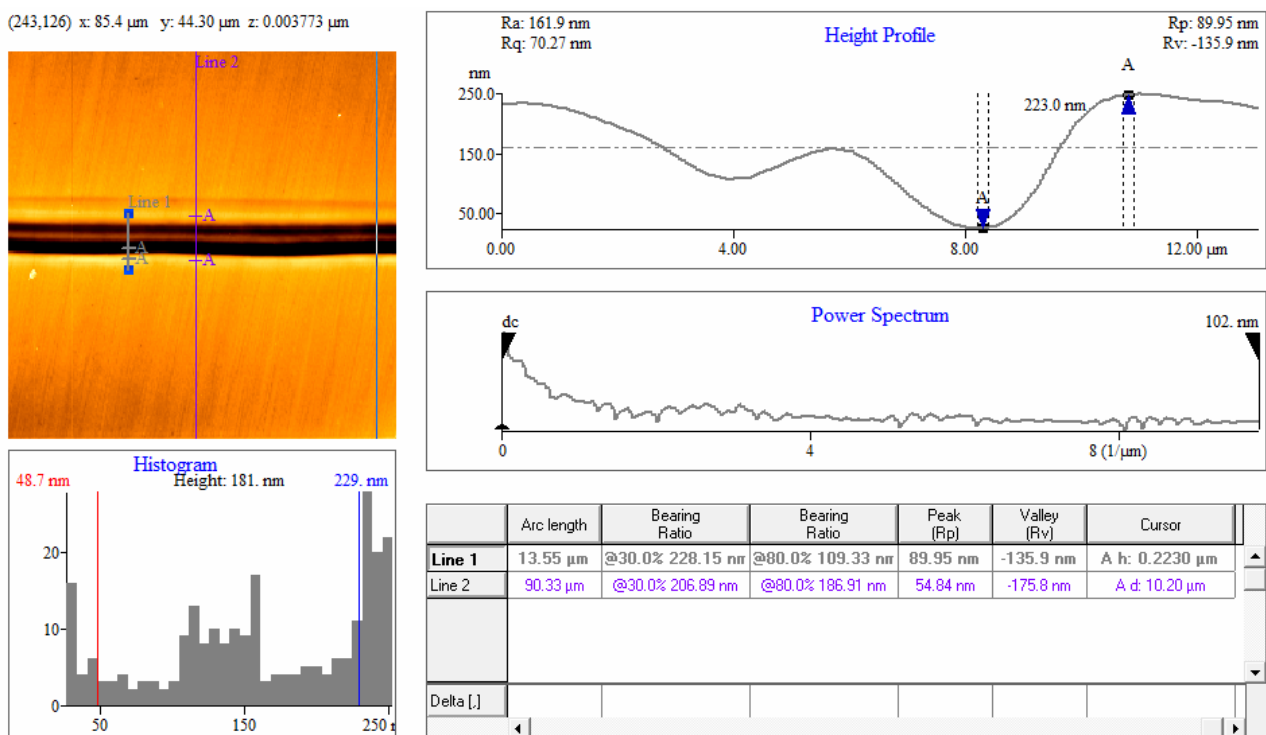 (243,126) x: 85.4 µm y: 44.30 µm z: 0.003773 µm
Line 2
Line 1
A
A
A
A
Histogram
48.7 nm Height: 181. nm 229. nm
20
10
0
50 150 250 r
Ra: 161.9 nm Rp: 89.95 nm
Rq: 70.27 nm Height Profile Rv: -135.9 nm
nm A
250.0 223.0 nm
150.0
50.00 A
0.00 4.00 8.00 12.00 µm
Power Spectrum
dc 102. nm
0 4 8 (1/µm)
Arc length Bearing Ratio Bearing Ratio Peak (Rp) Valley (Rv) Cursor
Line 1 13.55 µm @30.0% 228.15 nm @80.0% 109.33 nm 89.95 nm -135.9 nm A h: 0.2230 µm
Line 2 90.33 µm @30.0% 206.89 nm @80.0% 186.91 nm 54.84 nm -175.8 nm A d: 10.20 µm
Delta [,]